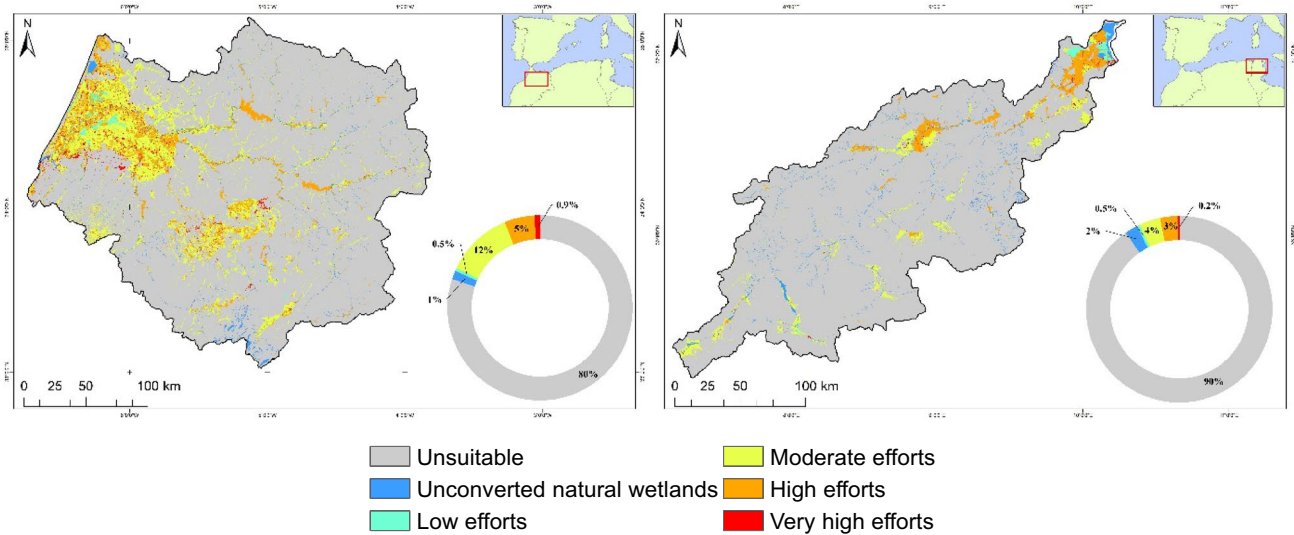 N
N
0.9%
0.5%
12%
5%
1%
80%
0.5%
0.2%
2%
4%
3%
90%
0 25 50 100 km
0 25 50 100 km
Unsuitable
Moderate efforts
Unconverted natural wetlands
High efforts
Low efforts
Very high efforts